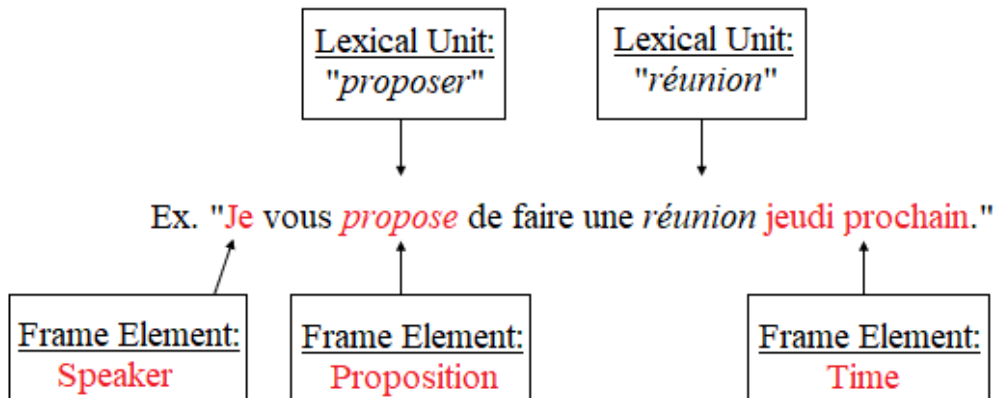 Lexical Unit:
"proposer"
Lexical Unit:
"réunion"
Ex. "Je vous propose de faire une réunion jeudi prochain."
Frame Element:
Speaker
Frame Element:
Proposition
Frame Element:
Time